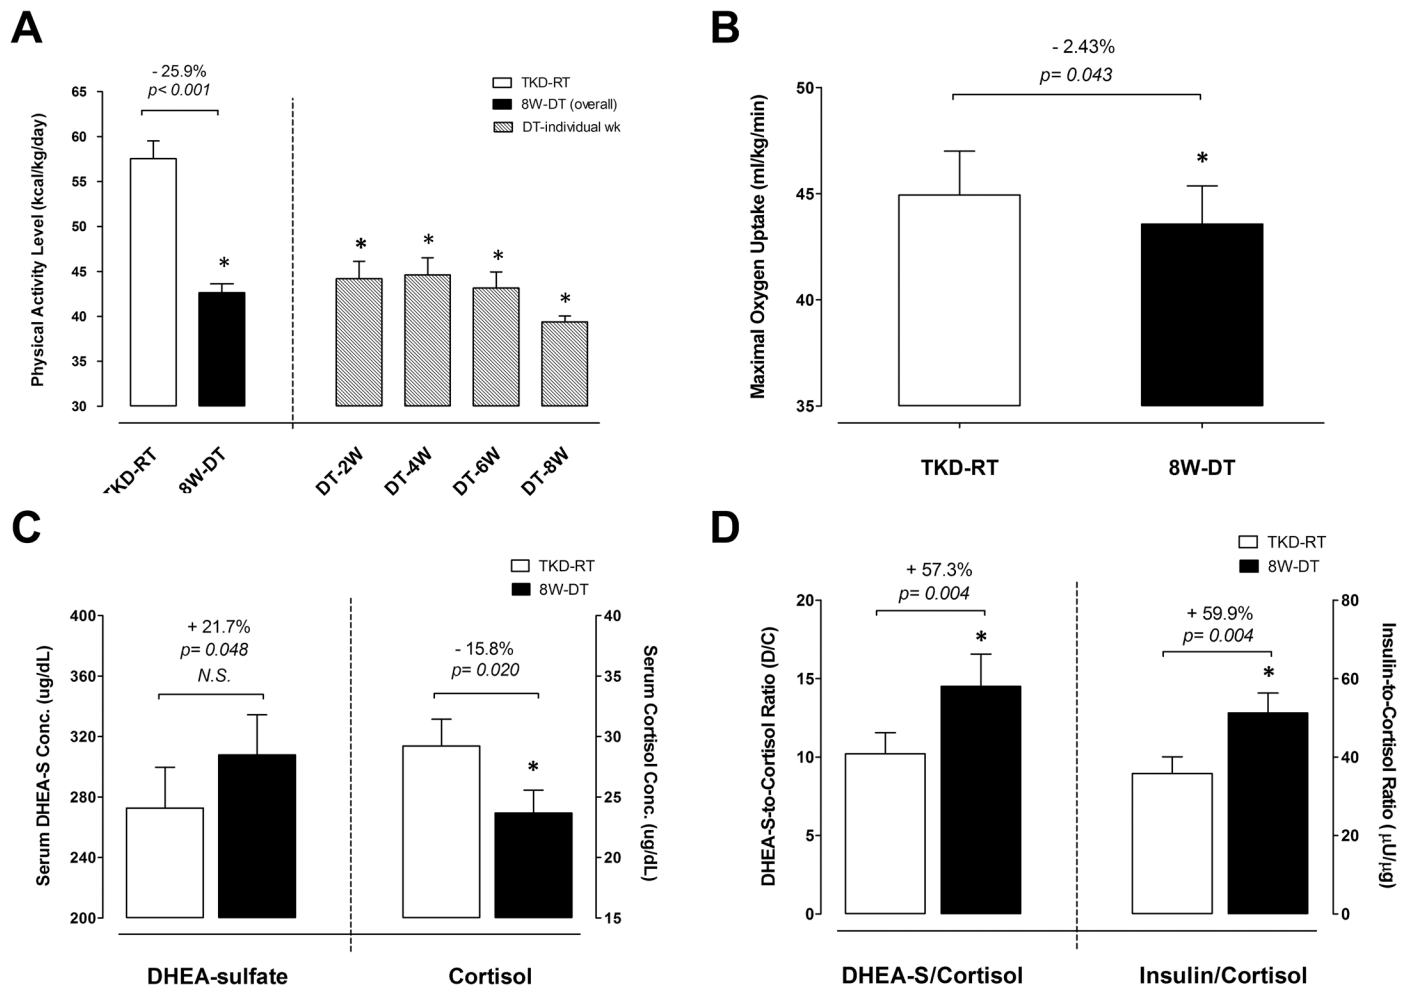 A
- 25.9%
p< 0.001
TKD-RT
8W-DT (overall)
DT-individual wk
Physical Activity Level (kcal/kg/day)
65
60
55
50
45
40
35
30
*
*
*
*
*
TKD-RT
8W-DT
DT-2W
DT-4W
DT-6W
DT-8W
B
- 2.43%
p= 0.043
Maximal Oxygen Uptake (ml/kg/min)
50
45
40
35
*
TKD-RT
8W-DT
C
TKD-RT
8W-DT
Serum DHEA-S Conc. (ug/dL)
400
360
320
280
240
200
+ 21.7%
p= 0.048
N.S.
- 15.8%
p= 0.020
*
40
35
30
25
20
15
Serum Cortisol Conc. (ug/dL)
DHEA-sulfate
Cortisol
D
TKD-RT
8W-DT
DHEA-S-to-Cortisol Ratio (D/C)
20
15
10
5
0
+ 57.3%
p= 0.004
*
+ 59.9%
p= 0.004
*
80
60
40
20
0
Insulin-to-Cortisol Ratio ( μU/μg)
DHEA-S/Cortisol
Insulin/Cortisol